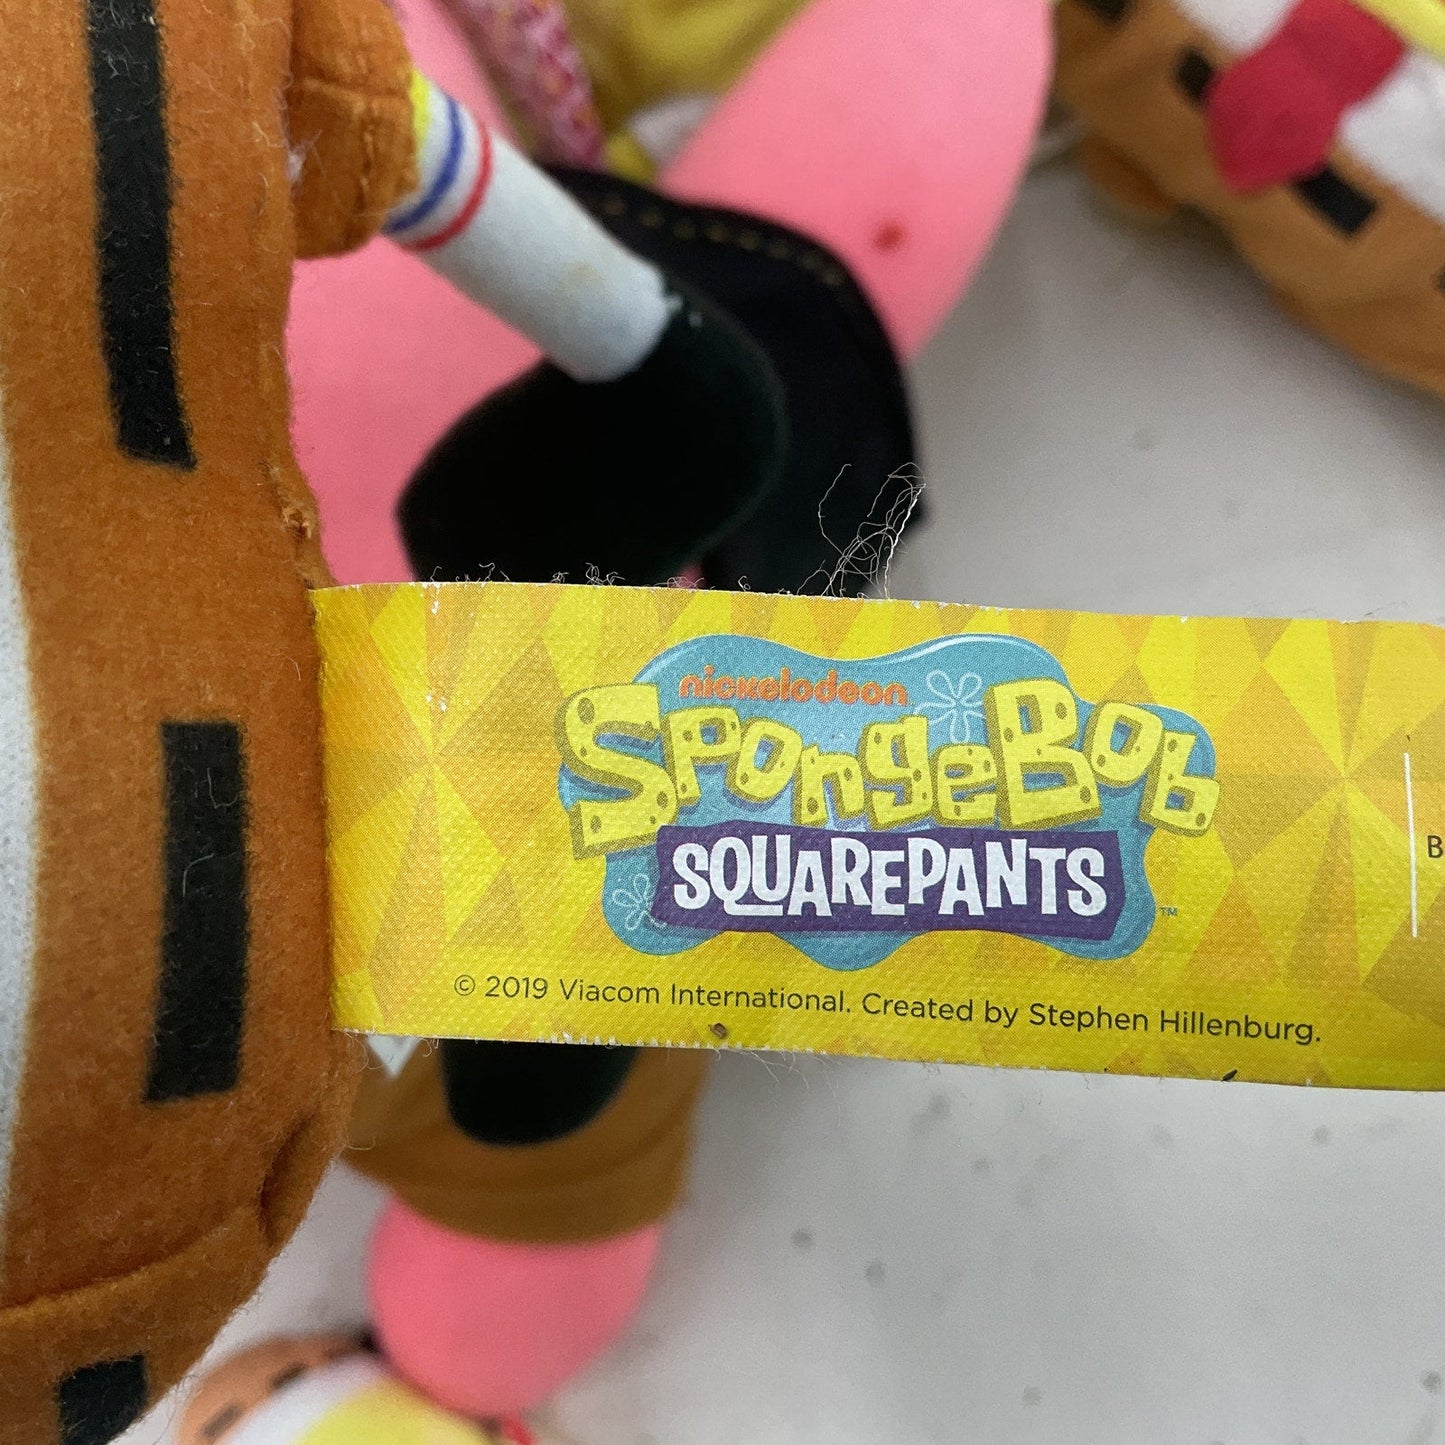 nickelodeon
SpongeBob
SQUAREPANTS
TM
© 2019 Viacom International. Created by Stephen Hillenburg.
B